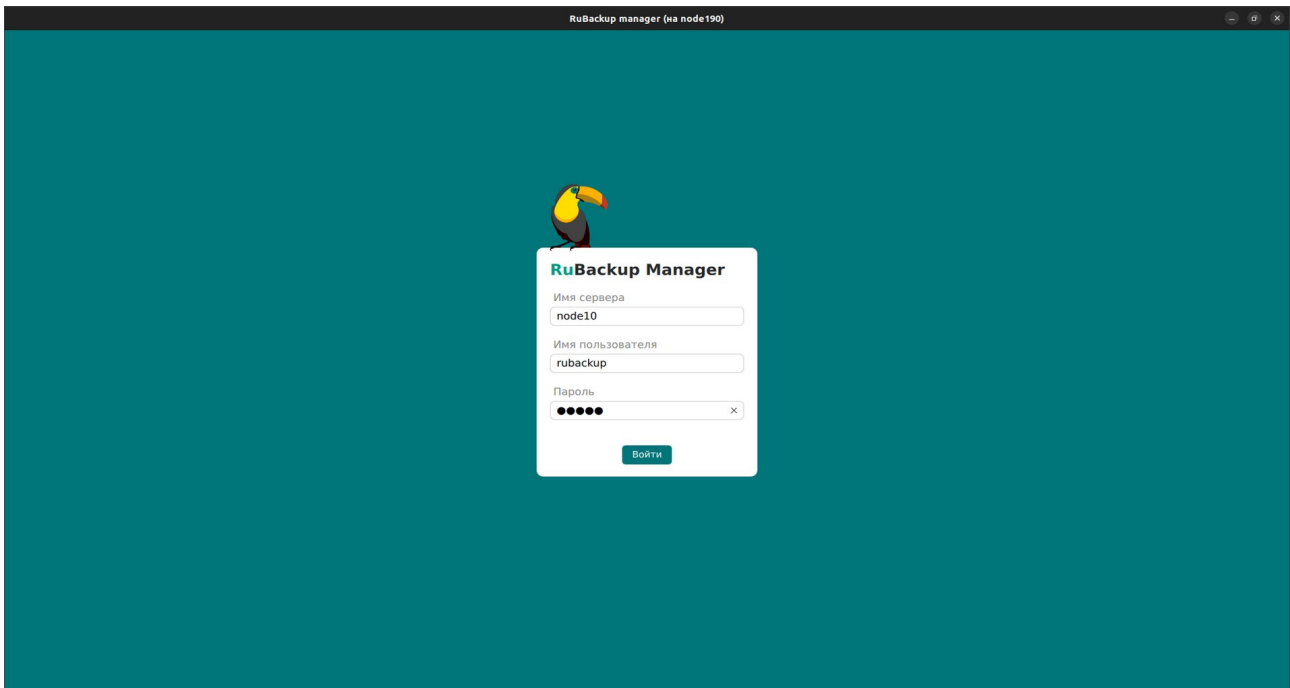 RuBackup manager (на node190)
RuBackup Manager
Имя сервера
node10
Имя пользователя
rubackup
Пароль
●●●●●
Войти